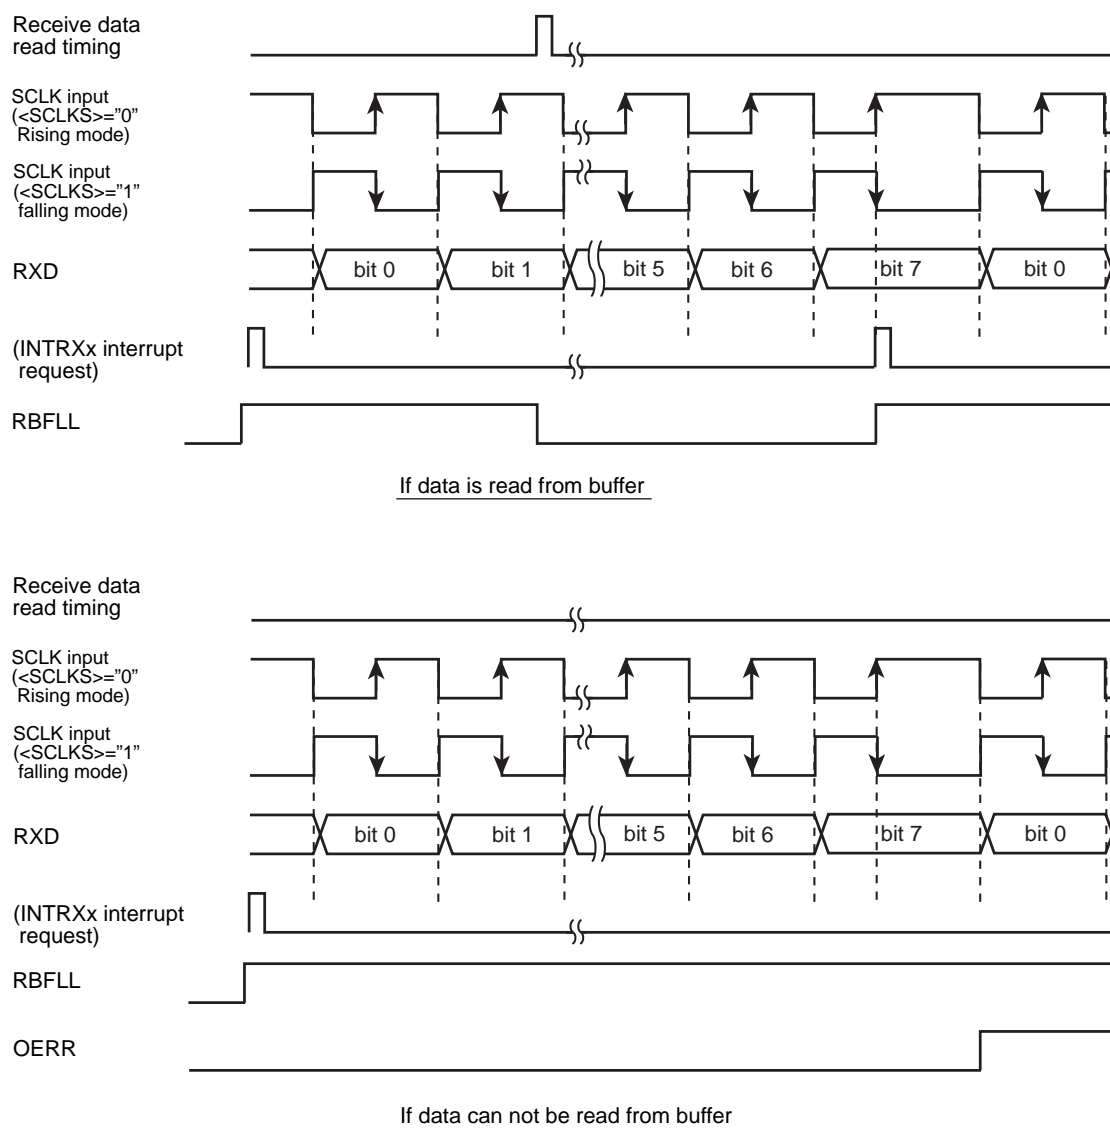 Receive data
read timing
SCLK input
(<SCLKS>=”0”
Rising mode)
SCLK input
(<SCLKS>=”1”
falling mode)
RXD
bit 0
bit 1
bit 5
bit 6
bit 7
bit 0
(INTRXx interrupt
request)
RBFLL
If data is read from buffer
Receive data
read timing
SCLK input
(<SCLKS>=”0”
Rising mode)
SCLK input
(<SCLKS>=”1”
falling mode)
RXD
bit 0
bit 1
bit 5
bit 6
bit 7
bit 0
(INTRXx interrupt
request)
RBFLL
OERR
If data can not be read from buffer